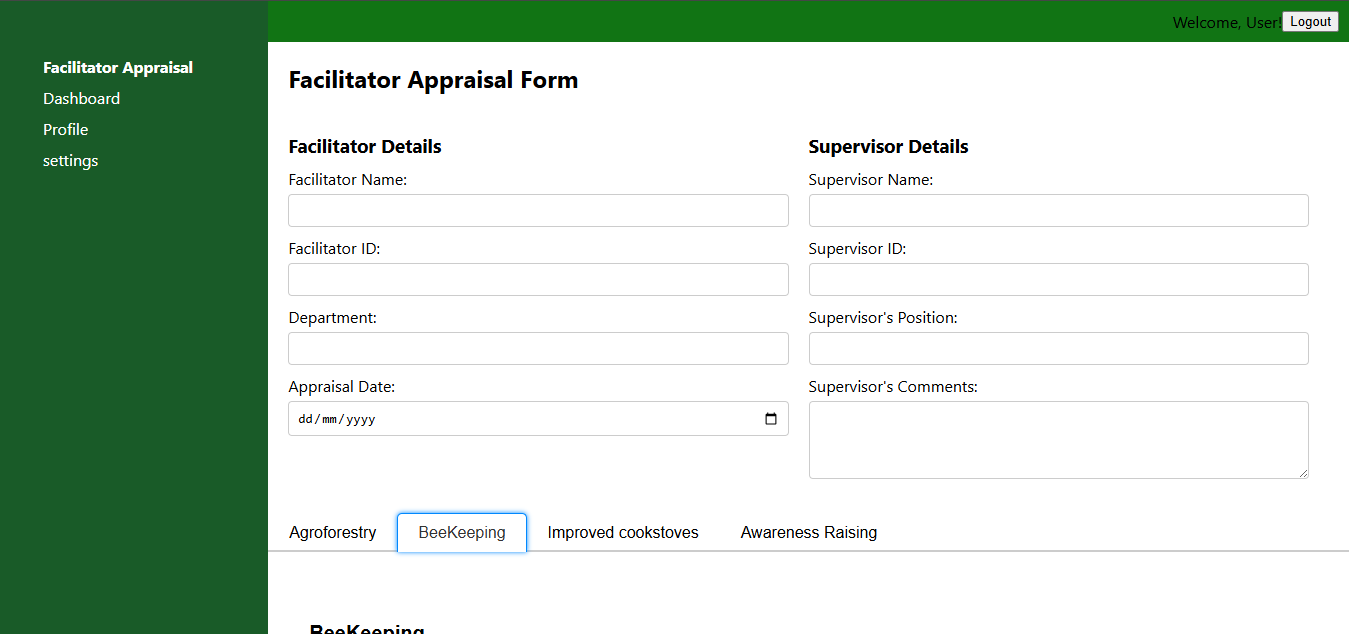 Welcome, User! Logout
Facilitator Appraisal
Dashboard
Profile
settings
Facilitator Appraisal Form
Facilitator Details
Facilitator Name:
Facilitator ID:
Department:
Appraisal Date:
dd/mm/yyyy
Supervisor Details
Supervisor Name:
Supervisor ID:
Supervisor's Position:
Supervisor's Comments:
Agroforestry BeeKeeping Improved cookstoves Awareness Raising
BeeKeeping